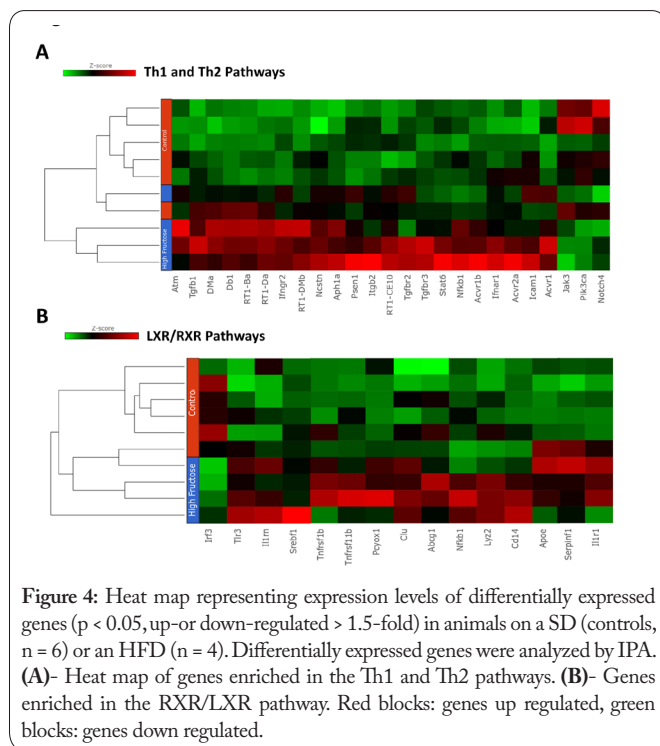 A
Z-score
Th1 and Th2 Pathways
Control
High Fructose
Atm
Tgfb1
DMa
Db1
RT1-Ba
RT1-Da
Ifngr2
RT1-DMb
Ncstn
Aph1a
Psen1
Itgb2
RT1-CE10
Tgfbr2
Tgfbr3
Stat6
Nfkb1
Acvr1b
Ifnar1
Acvr2a
Icam1
Acvr1
Jak3
Pik3ca
Notch4
B
Z-score
LXR/RXR Pathways
Control
High Fructose
Irf3
Tlr3
Il1rn
Srebf1
Tnfrsf1b
Tnfrsf11b
Pcyox1
Clu
Abcg1
Nfkb1
Lyz2
Cd14
Apoe
Serpinf1
Il1r1
Figure 4: Heat map representing expression levels of differentially expressed
genes (p < 0.05, up-or down-regulated > 1.5-fold) in animals on a SD (controls,
n = 6) or an HFD (n = 4). Differentially expressed genes were analyzed by IPA.
(A)- Heat map of genes enriched in the Th1 and Th2 pathways. (B)- Genes
enriched in the RXR/LXR pathway. Red blocks: genes up regulated, green
blocks: genes down regulated.